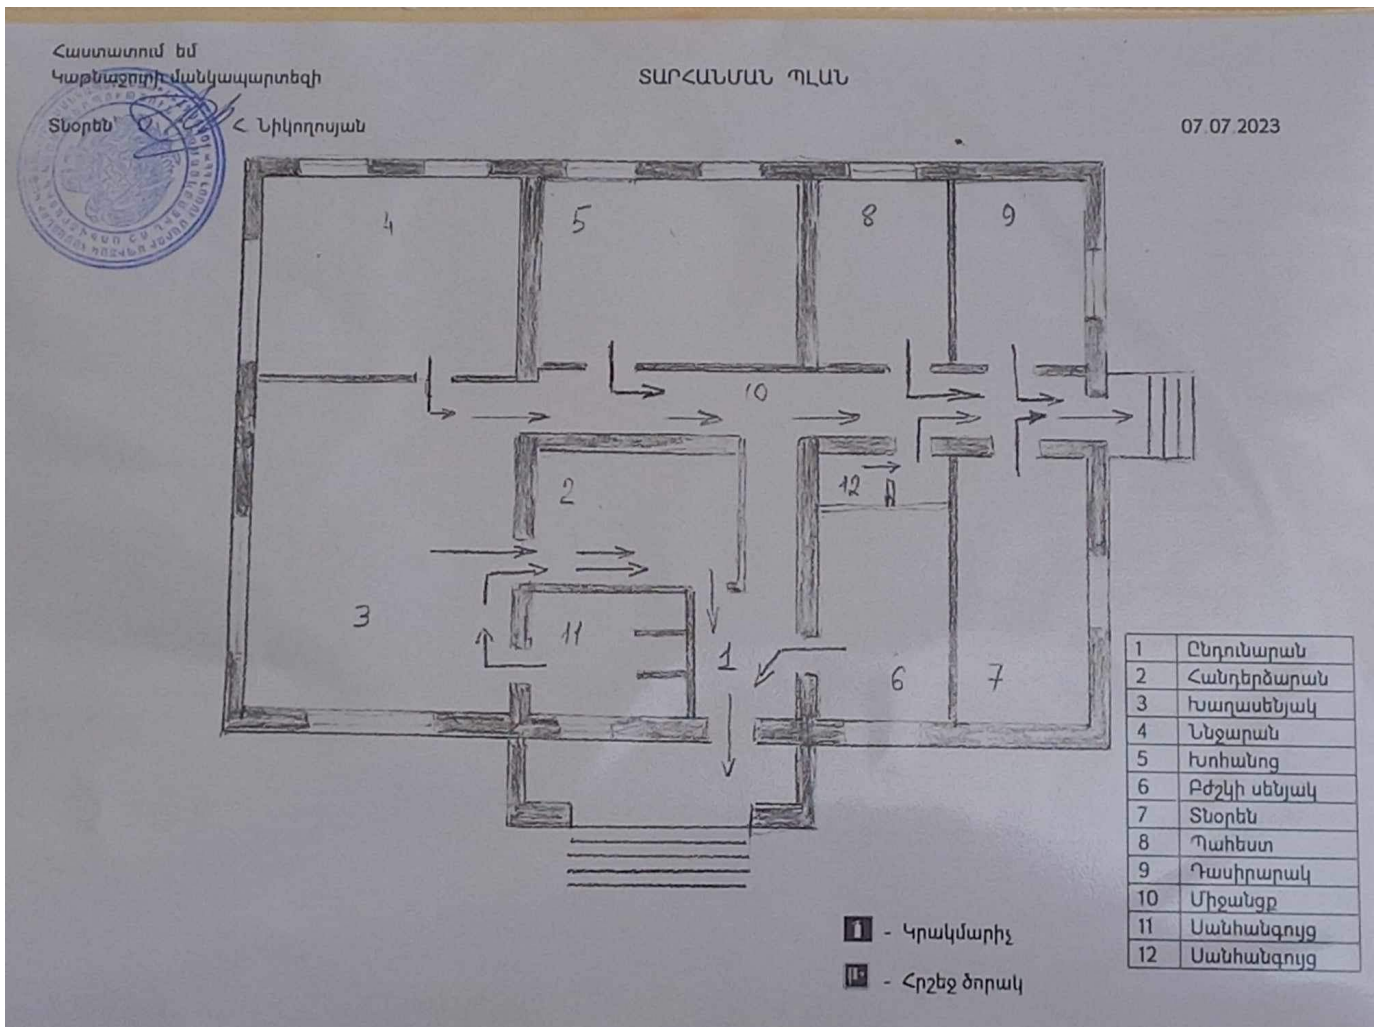 Հաստատում եմ
Կաթնաջրտի մանկապարտեզի
Տնօրեն՝ Հ. Նիկողոսյան
ՏԱՐՀԱՆՄԱՆ ՊԼԱՆ
07.07.2023
4
5
8
9
10
2
12
3
11
1
6
7
1 Ընդունարան
2 Հանդերձարան
3 Խաղասենյակ
4 Ննջարան
5 Խոհանոց
6 Բժշկի սենյակ
7 Տնօրեն
8 Պահեստ
9 Դասիրարակ
10 Միջանցք
11 Սանհանգույց
12 Սանհանգույց
- Կրակմարիչ
- Հրշեջ ծորակ